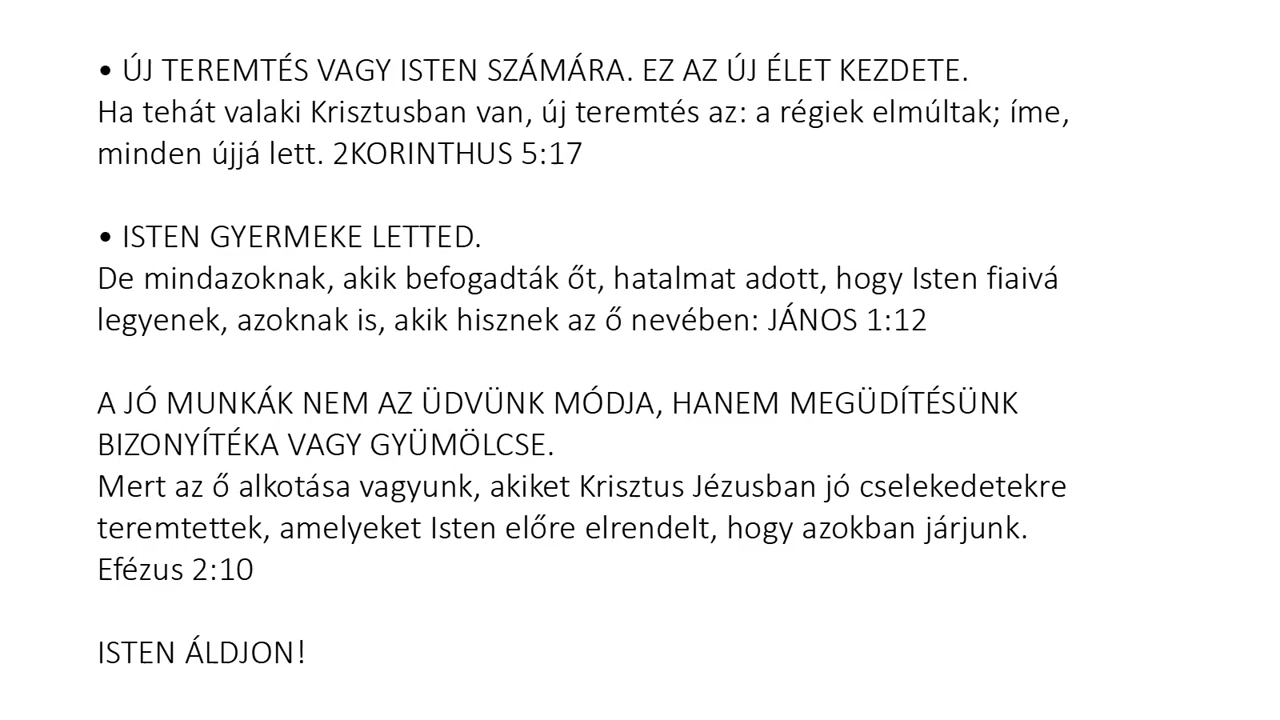 • ÚJ TEREMTÉS VAGY ISTEN SZÁMÁRA. EZ AZ ÚJ ÉLET KEZDETE.
Ha tehát valaki Krisztusban van, új teremtés az: a régiek elmúltak; íme,
minden újjá lett. 2KORINTHUS 5:17
• ISTEN GYERMEKE LETTED.
De mindazoknak, akik befogadták őt, hatalmat adott, hogy Isten fiaivá
legyenek, azoknak is, akik hisznek az ő nevében: JÁNOS 1:12
A JÓ MUNKÁK NEM AZ ÜDVÜNK MÓDJA, HANEM MEGÜDÍTÉSÜNK
BIZONYÍTÉKA VAGY GYÜMÖLCSE.
Mert az ő alkotása vagyunk, akiket Krisztus Jézusban jó cselekedetekre
teremtettek, amelyeket Isten előre elrendelt, hogy azokban járjunk.
Efézus 2:10
ISTEN ÁLDJON!